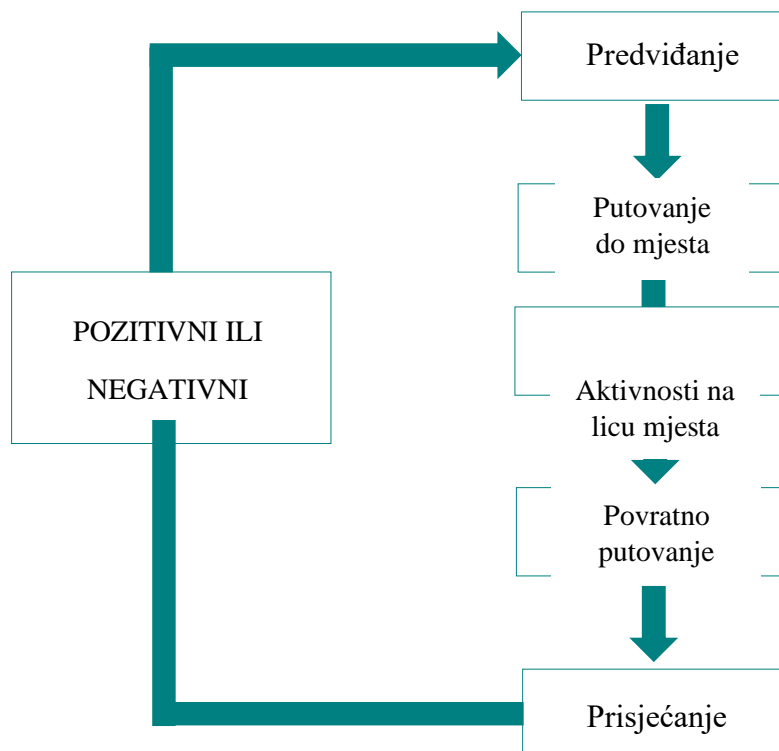 Predviđanje
Putovanje
do mjesta
POZITIVNI ILI
NEGATIVNI
Aktivnosti na
licu mjesta
Povratno
putovanje
Prisjećanje